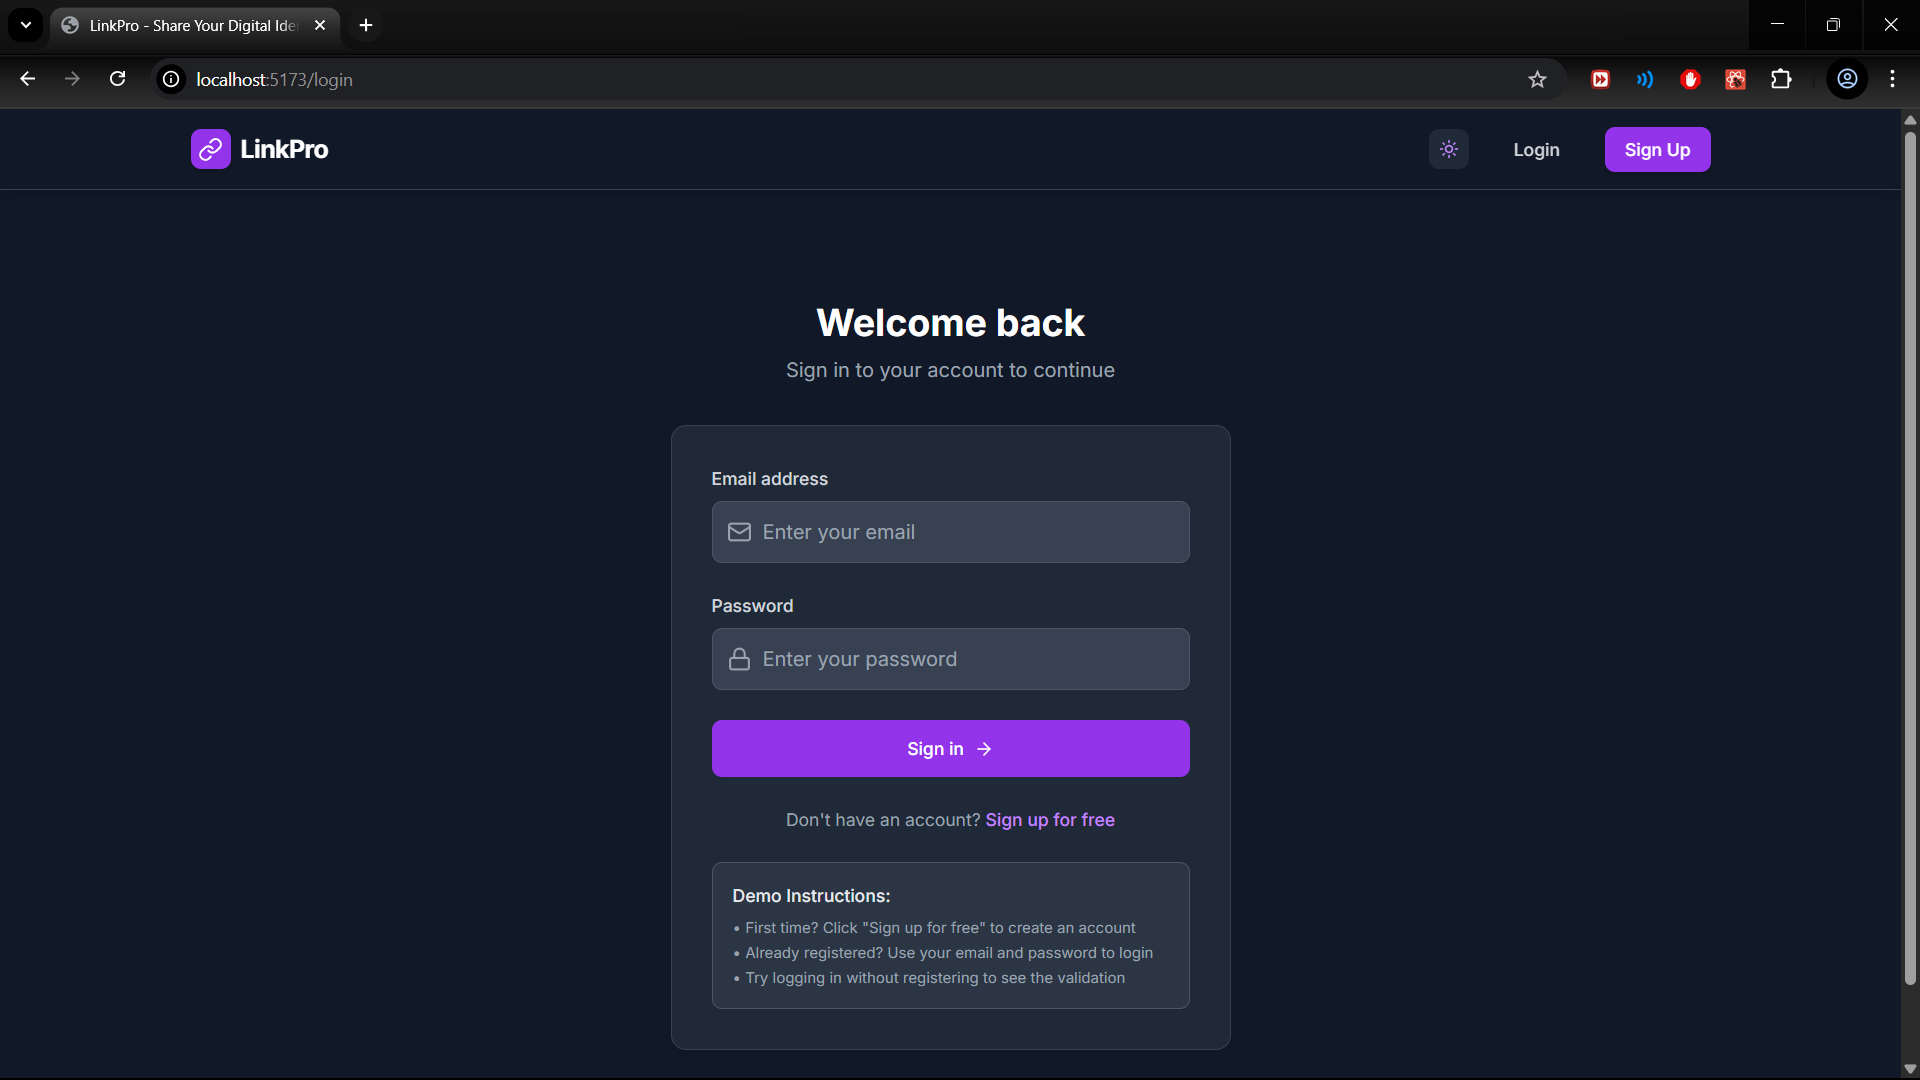 LinkPro - Share Your Digital Ide
localhost:5173/login
LinkPro
Login
Sign Up
Welcome back
Sign in to your account to continue
Email address
Enter your email
Password
Enter your password
Sign in
Don't have an account? Sign up for free
Demo Instructions:
• First time? Click "Sign up for free" to create an account
• Already registered? Use your email and password to login
• Try logging in without registering to see the validation